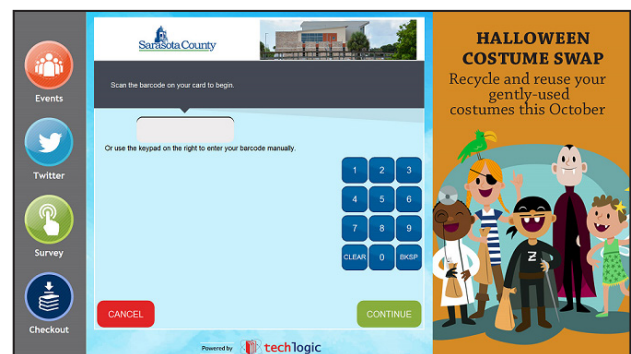 Events
Twitter
Survey
Checkout
Sarasota County
Scan the barcode on your card to begin.
Or use the keypad on the right to enter your barcode manually.
1 2 3
4 5 6
7 8 9
CLEAR 0 BKSP
CANCEL
CONTINUE
Powered by techlogic
HALLOWEEN
COSTUME SWAP
Recycle and reuse your
gently-used
costumes this October
Z